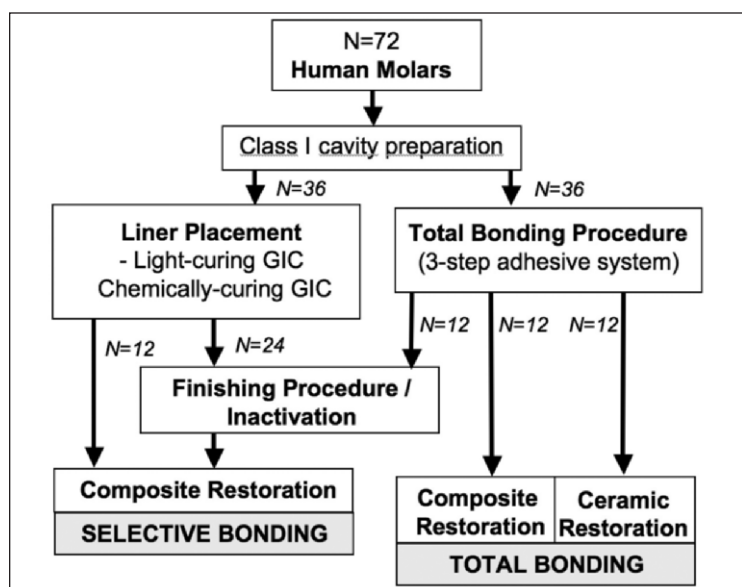 N=72
Human Molars
Class I cavity preparation
N=36
N=36
Liner Placement
- Light-curing GIC
Chemically-curing GIC
Total Bonding Procedure
(3-step adhesive system)
N=12
N=24
N=12
N=12
N=12
Finishing Procedure /
Inactivation
Composite Restoration
SELECTIVE BONDING
Composite
Restoration
Ceramic
Restoration
TOTAL BONDING